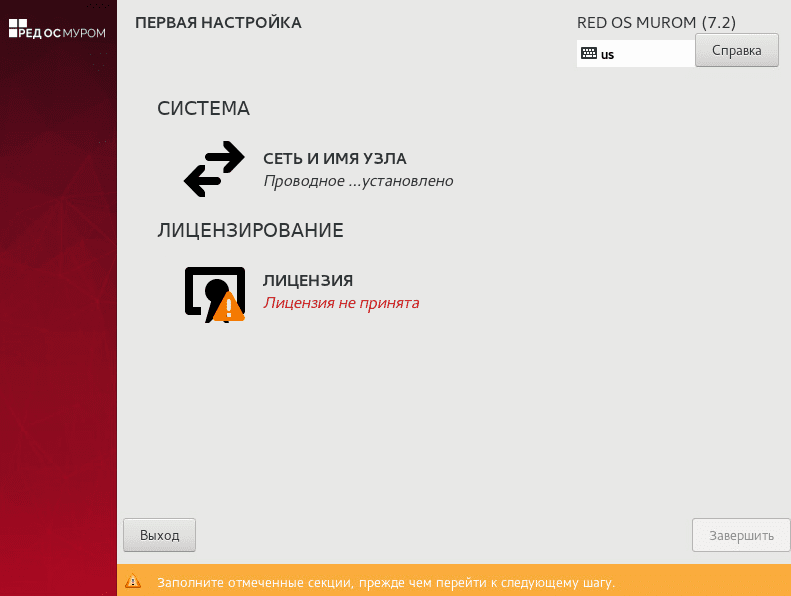 РЕД ОС МУРОМ
ПЕРВАЯ НАСТРОЙКА
RED OS MUROM (7.2)
us
Справка
СИСТЕМА
СЕТЬ И ИМЯ УЗЛА
Проводное ...установлено
ЛИЦЕНЗИРОВАНИЕ
ЛИЦЕНЗИЯ
Лицензия не принята
Выход
Завершить
Заполните отмеченные секции, прежде чем перейти к следующему шагу.